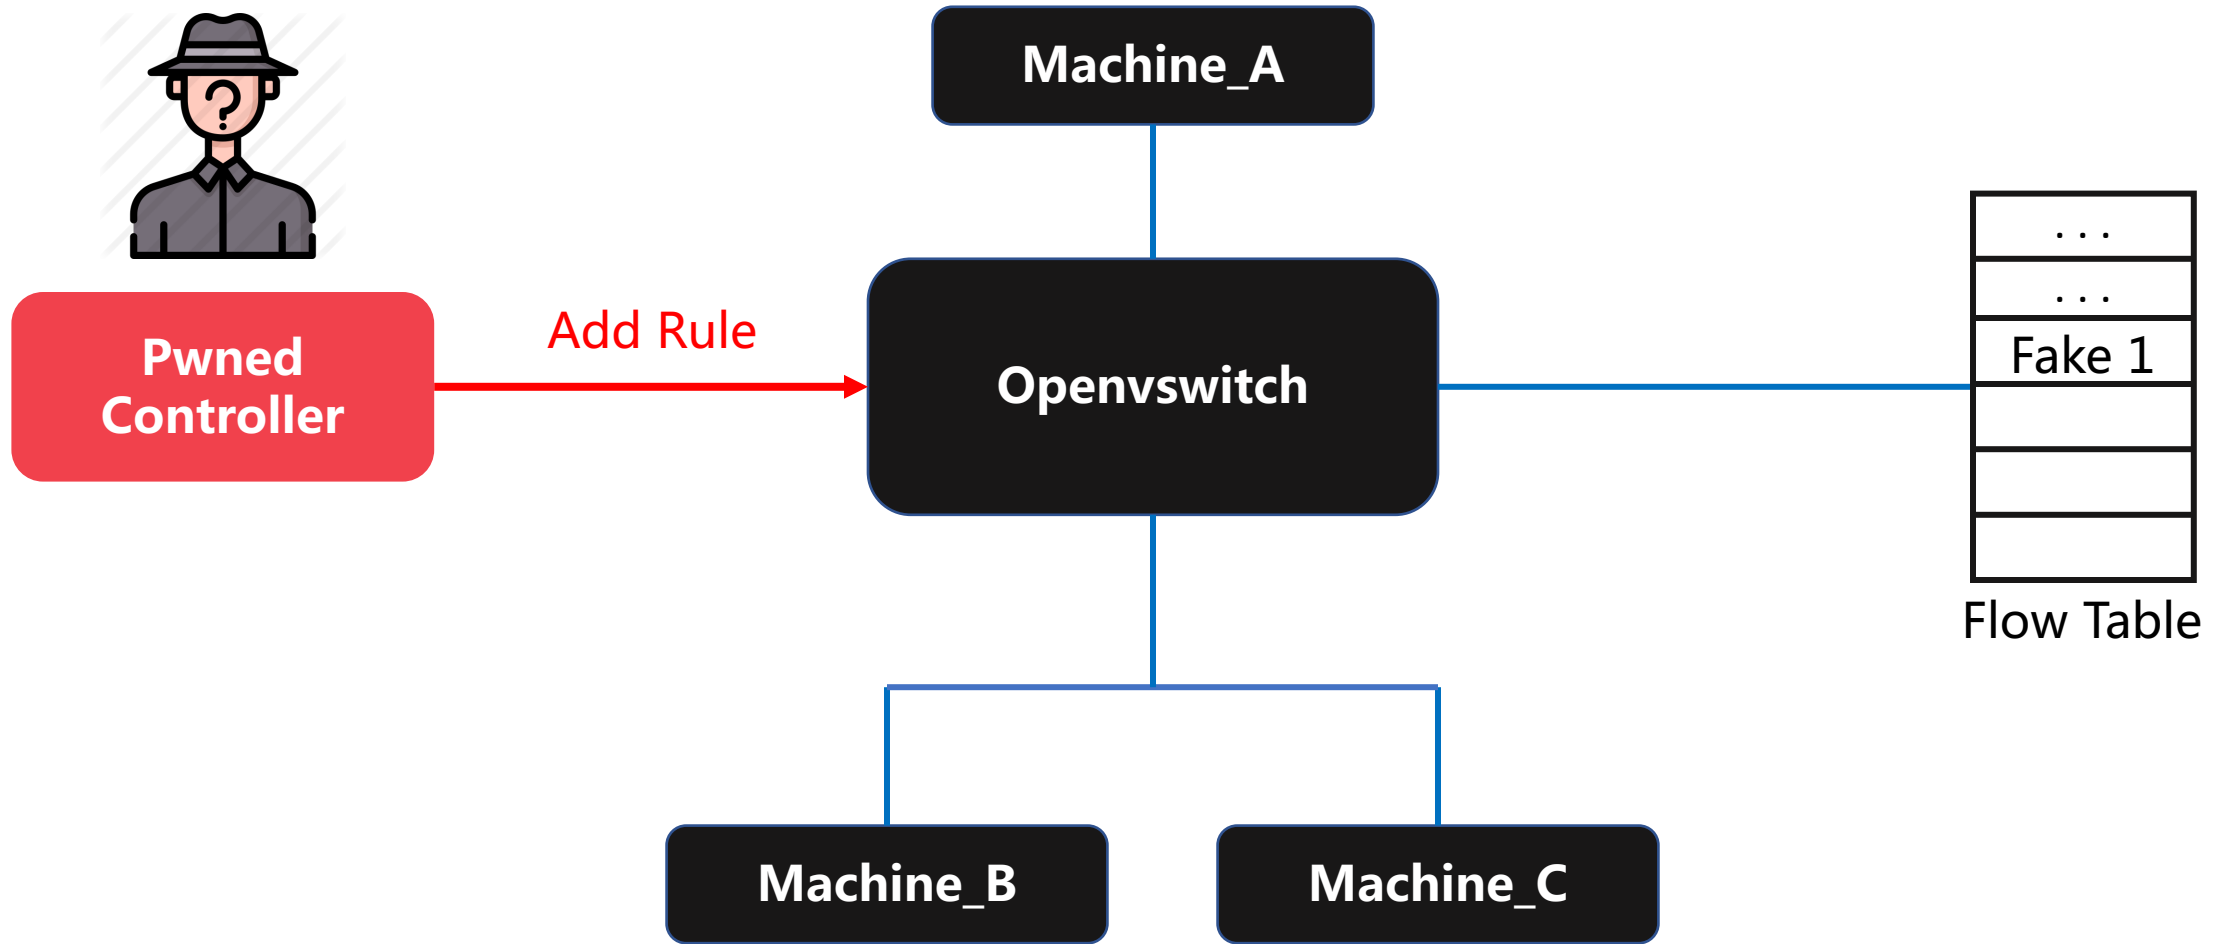 Machine_A
?
Pwned
Controller
Add Rule
Openvswitch
. . .
. . .
Fake 1
Flow Table
Machine_B
Machine_C